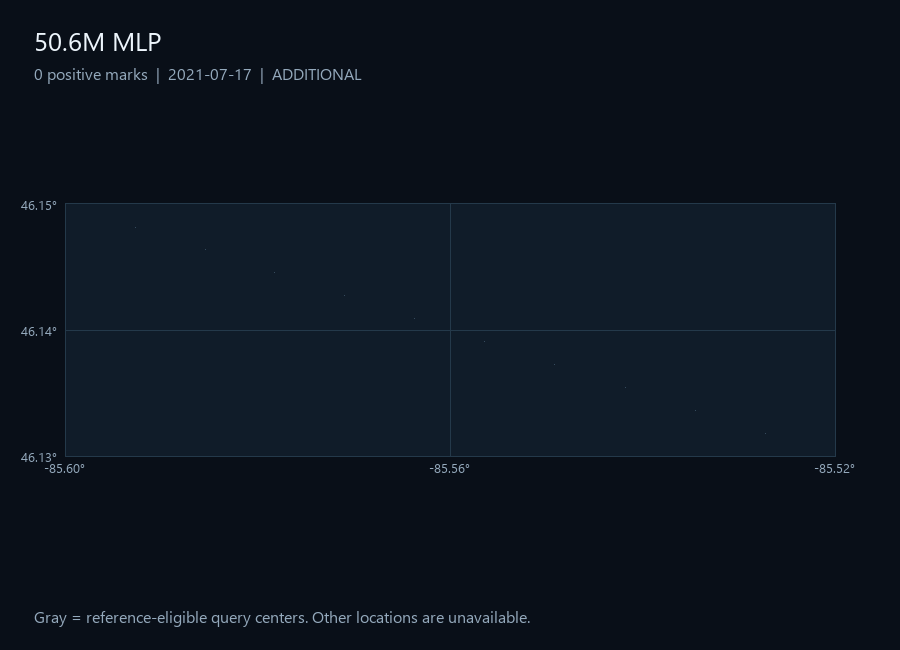 50.6M MLP
0 positive marks | 2021-07-17 | ADDITIONAL
46.15°
46.14°
46.13°
-85.60° -85.56° -85.52°
Gray = reference-eligible query centers. Other locations are unavailable.